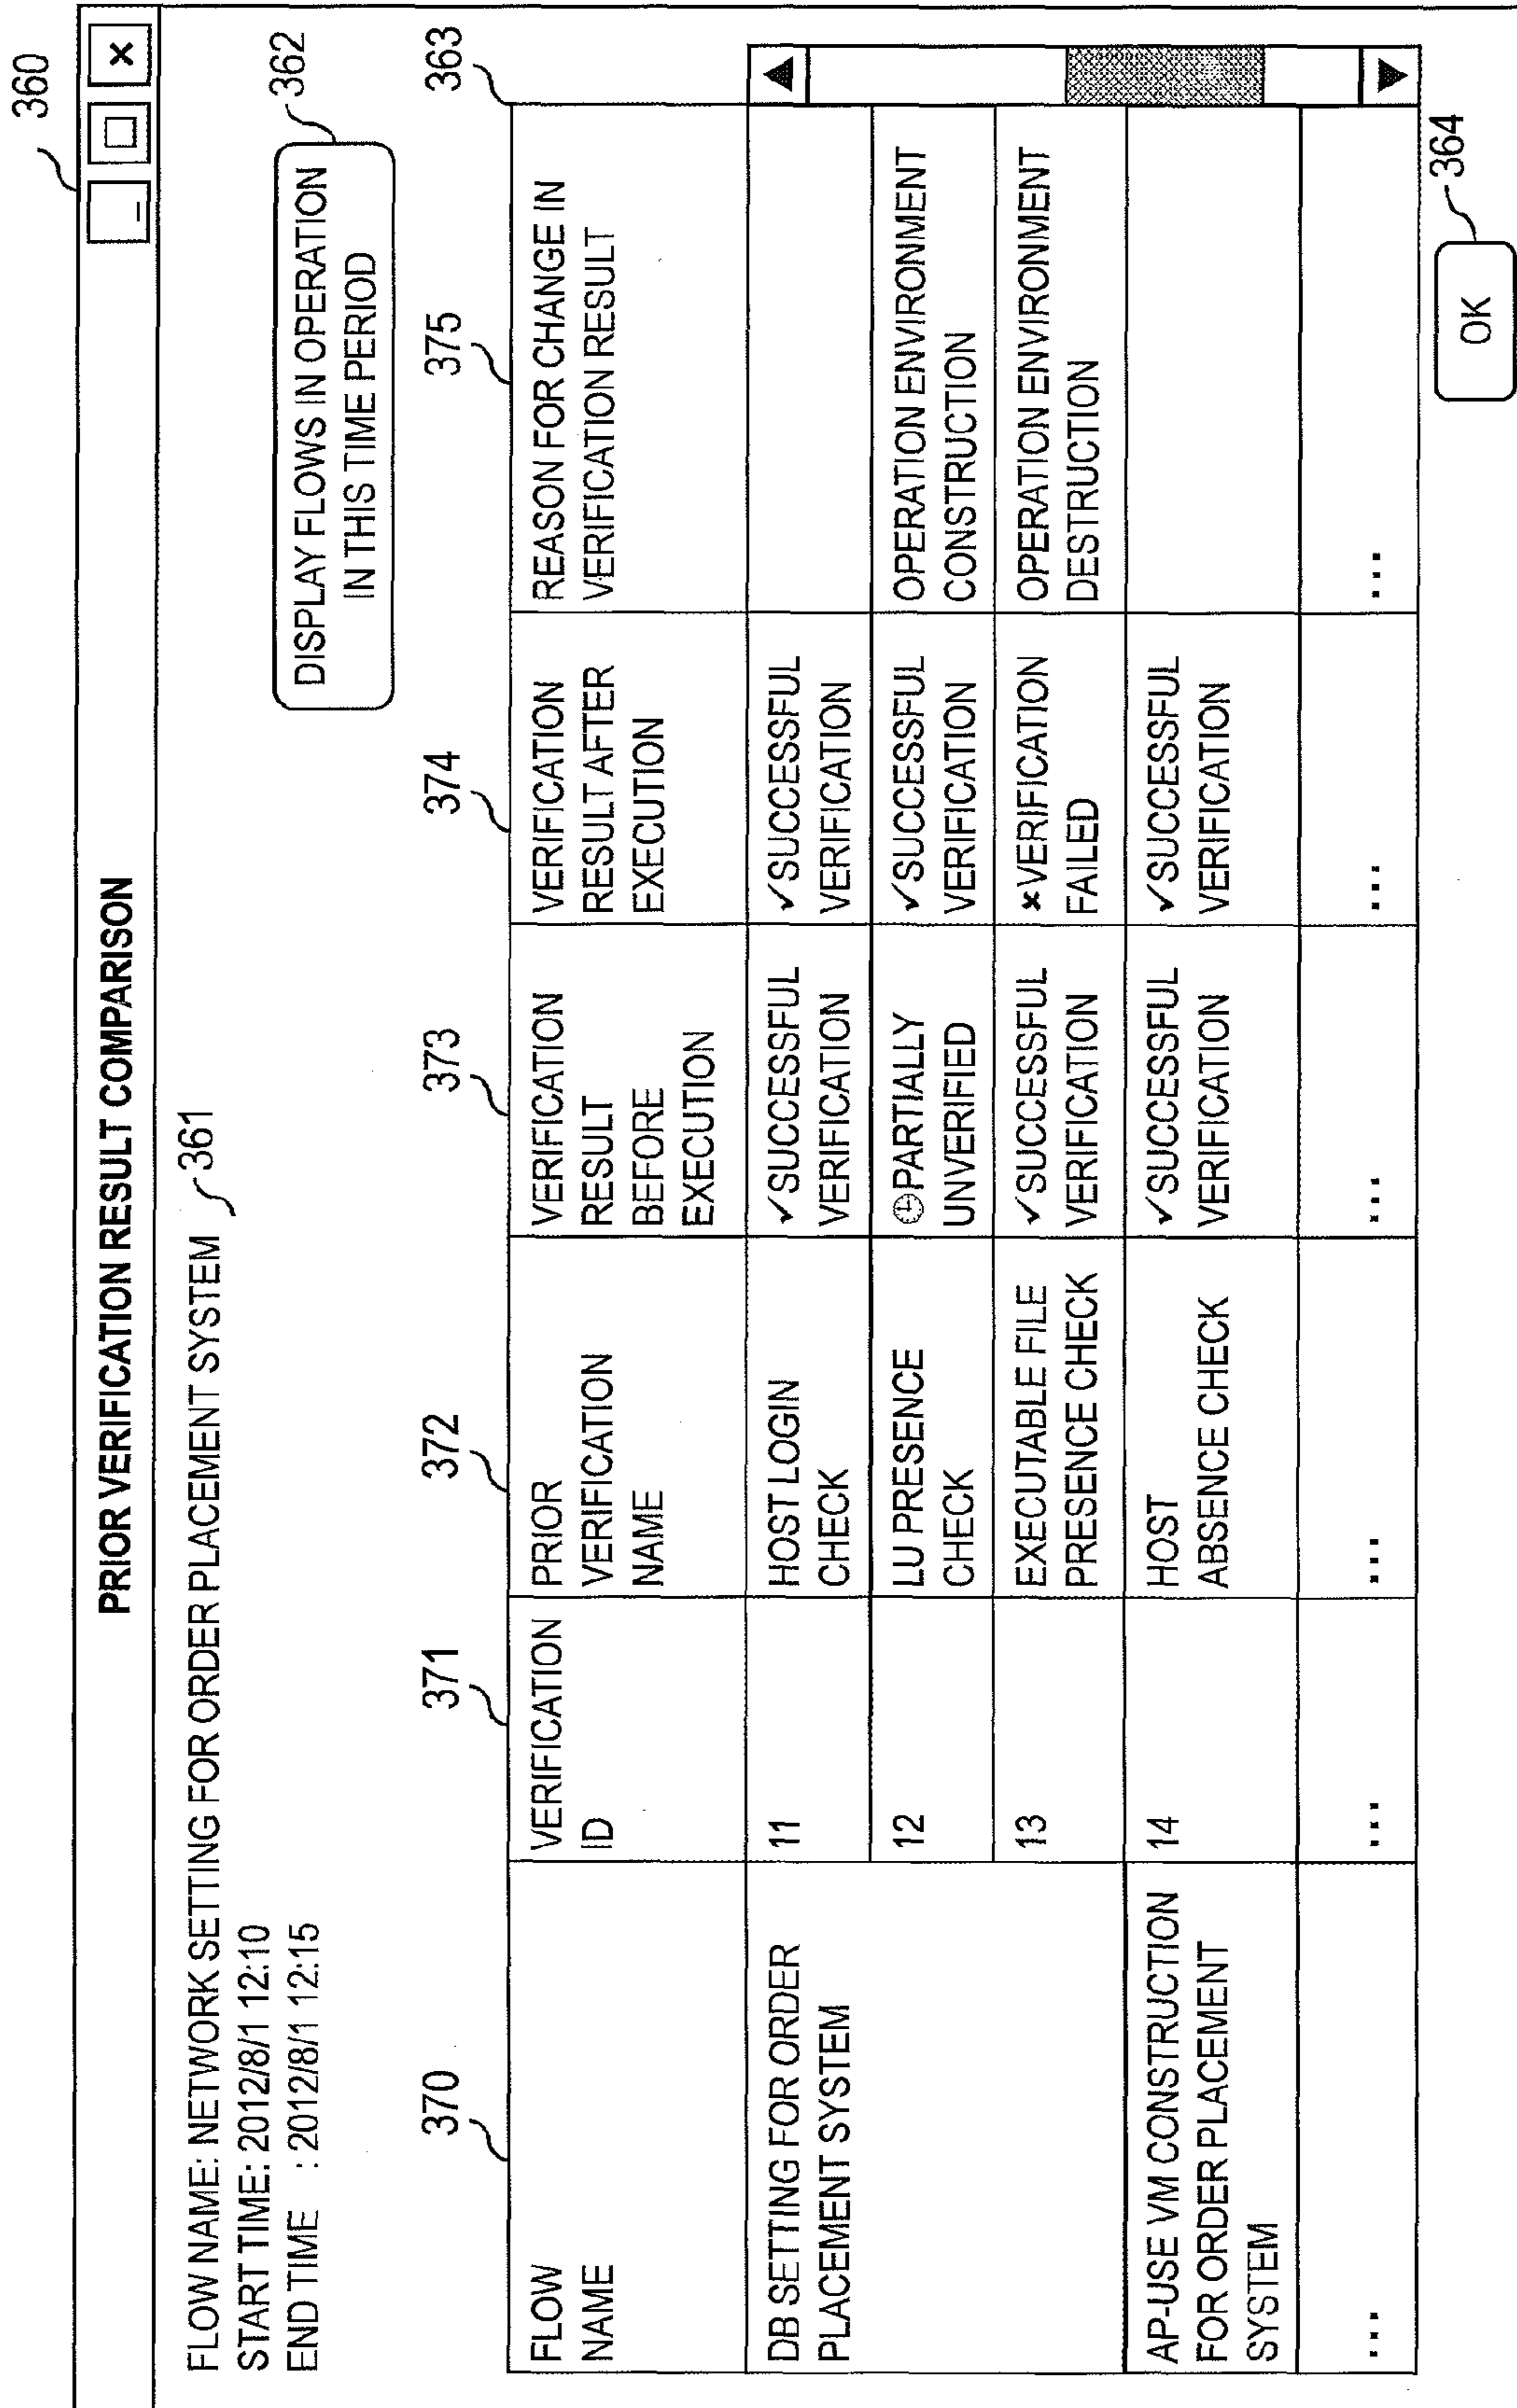 360
PRIOR VERIFICATION RESULT COMPARISON
_ □ ×
FLOW NAME: NETWORK SETTING FOR ORDER PLACEMENT SYSTEM 361
START TIME: 2012/8/1 12:10
END TIME : 2012/8/1 12:15
DISPLAY FLOWS IN OPERATION
IN THIS TIME PERIOD
362
370 371 372 373 374 375 363
FLOW
NAME
VERIFICATION
ID
PRIOR
VERIFICATION
NAME
VERIFICATION
RESULT
BEFORE
EXECUTION
VERIFICATION
RESULT AFTER
EXECUTION
REASON FOR CHANGE IN
VERIFICATION RESULT
DB SETTING FOR ORDER
PLACEMENT SYSTEM
11
HOST LOGIN
CHECK
✓SUCCESSFUL
VERIFICATION
✓SUCCESSFUL
VERIFICATION
12
LU PRESENCE
CHECK
PARTIALLY
UNVERIFIED
✓SUCCESSFUL
VERIFICATION
OPERATION ENVIRONMENT
CONSTRUCTION
13
EXECUTABLE FILE
PRESENCE CHECK
✓SUCCESSFUL
VERIFICATION
×VERIFICATION
FAILED
OPERATION ENVIRONMENT
DESTRUCTION
AP-USE VM CONSTRUCTION
FOR ORDER PLACEMENT
SYSTEM
14
HOST
ABSENCE CHECK
✓SUCCESSFUL
VERIFICATION
✓SUCCESSFUL
VERIFICATION
... ... ... ... ... ...
OK
364